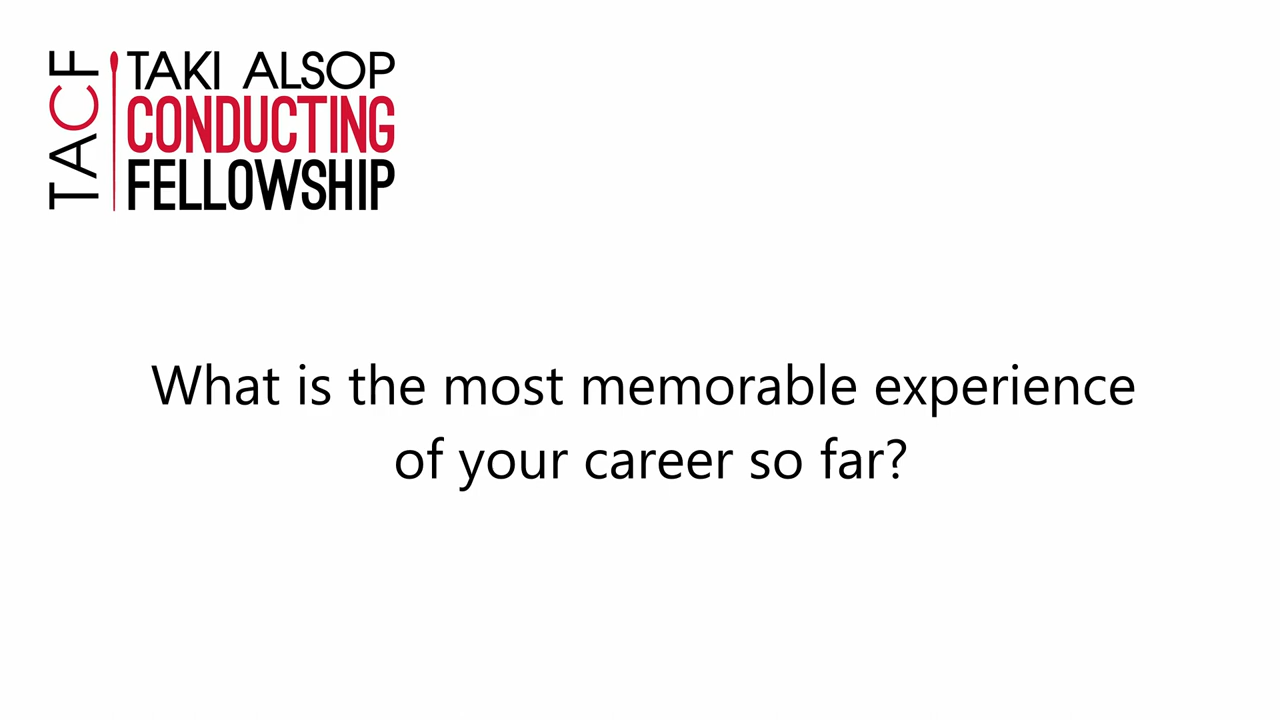 TACF
TAKI ALSOP
CONDUCTING
FELLOWSHIP
What is the most memorable experience
of your career so far?